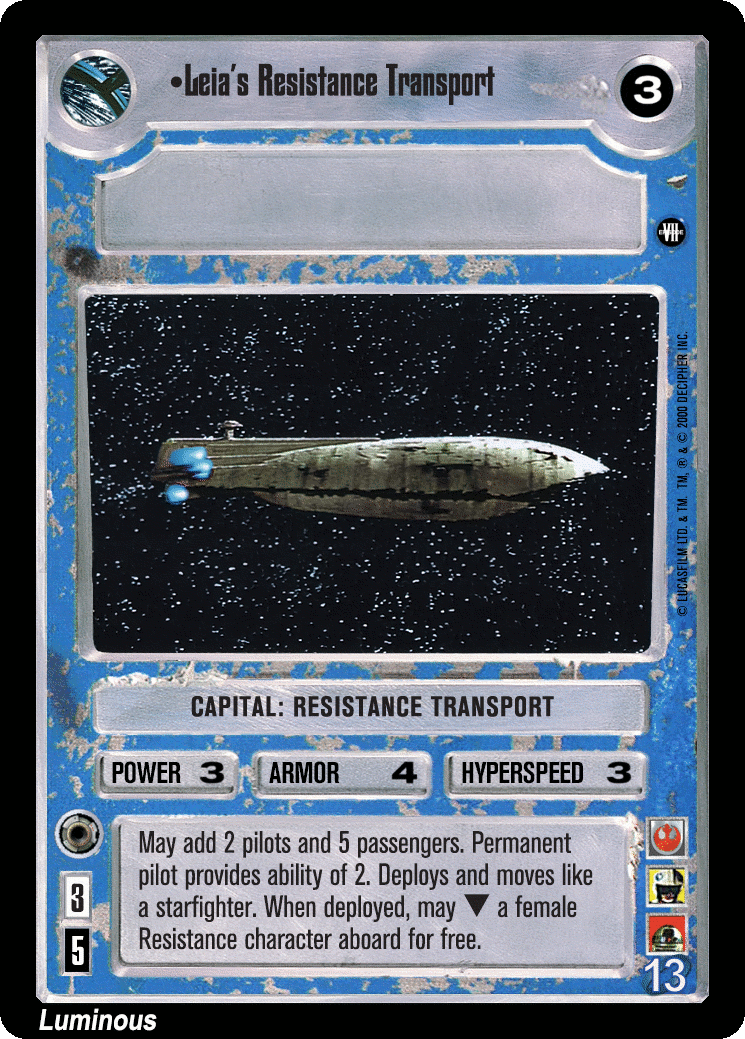 •Leia's Resistance Transport
3
EPISODE
VII
© LUCASFILM LTD. & TM. TM, ® & © 2000 DECIPHER INC.
CAPITAL: RESISTANCE TRANSPORT
POWER 3 ARMOR 4 HYPERSPEED 3
May add 2 pilots and 5 passengers. Permanent
pilot provides ability of 2. Deploys and moves like
a starfighter. When deployed, may ▼ a female
Resistance character aboard for free.
3
5
13
Luminous